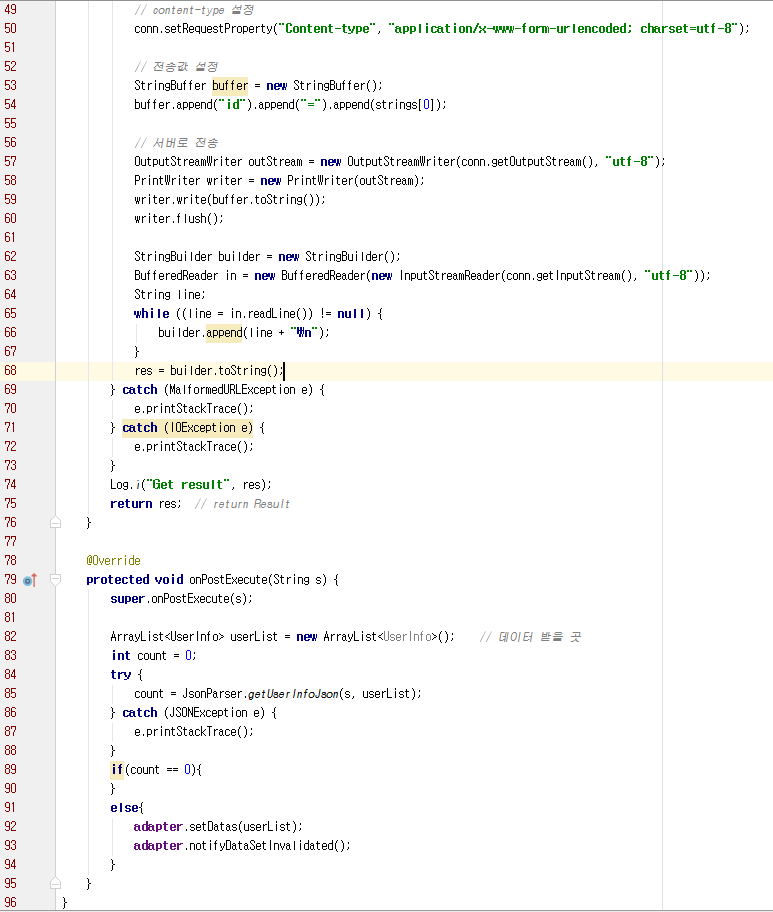 49 // content-type 설정
50 conn.setRequestProperty("Content-type", "application/x-www-form-urlencoded; charset=utf-8");
51
52 // 전송값 설정
53 StringBuffer buffer = new StringBuffer();
54 buffer.append("id").append("=").append(strings[0]);
55
56 // 서버로 전송
57 OutputStreamWriter outStream = new OutputStreamWriter(conn.getOutputStream(), "utf-8");
58 PrintWriter writer = new PrintWriter(outStream);
59 writer.write(buffer.toString());
60 writer.flush();
61
62 StringBuilder builder = new StringBuilder();
63 BufferedReader in = new BufferedReader(new InputStreamReader(conn.getInputStream(), "utf-8"));
64 String line;
65 while ((line = in.readLine()) != null) {
66 builder.append(line + "₩n");
67 }
68 res = builder.toString();
69 } catch (MalformedURLException e) {
70 e.printStackTrace();
71 } catch (IOException e) {
72 e.printStackTrace();
73 }
74 Log.i("Get result", res);
75 return res; // return Result
76 }
77
78 @Override
79 protected void onPostExecute(String s) {
80 super.onPostExecute(s);
81
82 ArrayList<UserInfo> userList = new ArrayList<UserInfo>(); // 데이터 받을 곳
83 int count = 0;
84 try {
85 count = JsonParser.getUserInfoJson(s, userList);
86 } catch (JSONException e) {
87 e.printStackTrace();
88 }
89 if(count == 0){
90 }
91 else{
92 adapter.setDatas(userList);
93 adapter.notifyDataSetInvalidated();
94 }
95 }
96 }